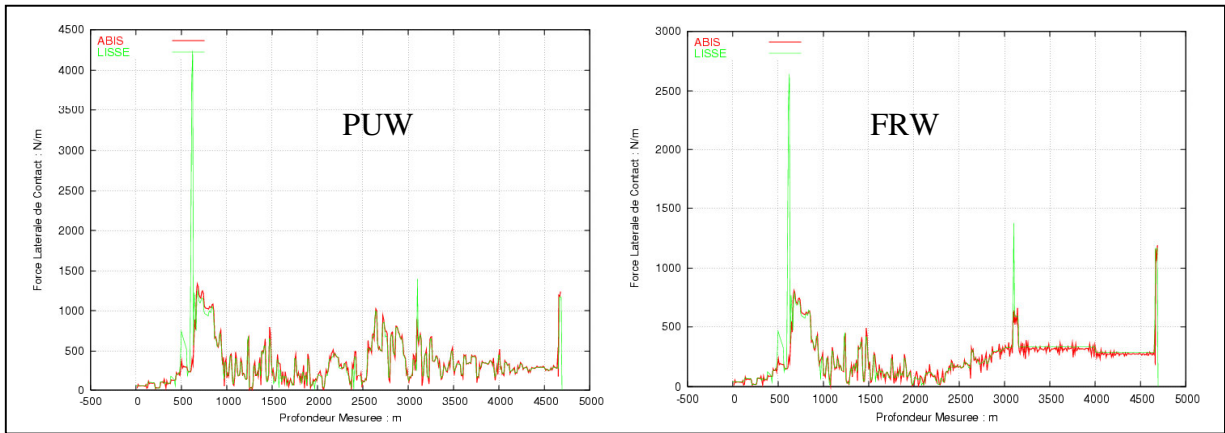 ABIS
LISSE
PUW
Force Laterale de Contact : N/m
4500
4000
3500
3000
2500
2000
1500
1000
500
0
-500 0 500 1000 1500 2000 2500 3000 3500 4000 4500 5000
Profondeur Mesuree : m
ABIS
LISSE
FRW
Force Laterale de Contact : N/m
3000
2500
2000
1500
1000
500
0
-500 0 500 1000 1500 2000 2500 3000 3500 4000 4500 5000
Profondeur Mesuree : m